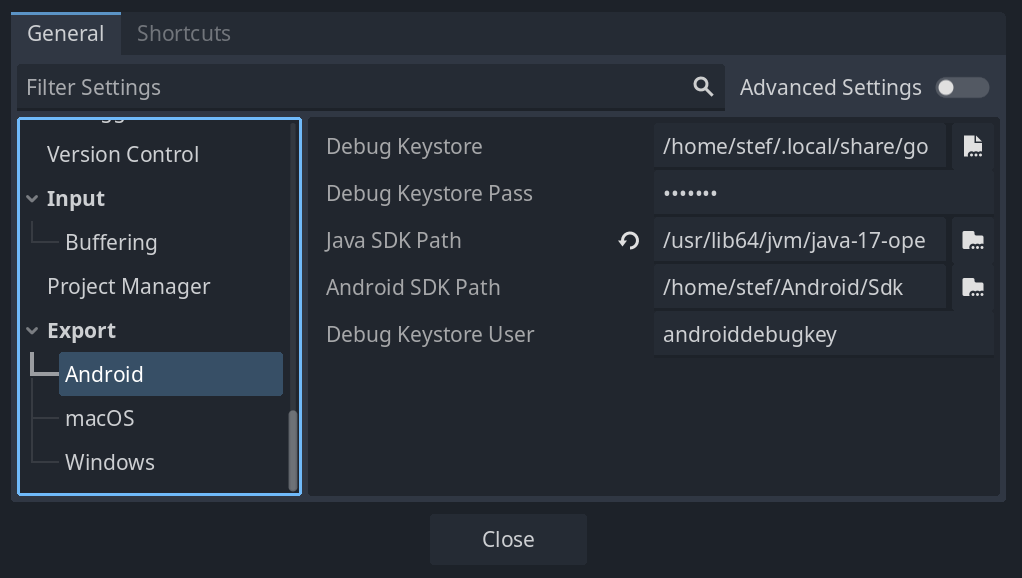 General Shortcuts
Filter Settings Advanced Settings
Version Control
Input
Buffering
Project Manager
Export
Android
macOS
Windows
Debug Keystore /home/stef/.local/share/go
Debug Keystore Pass •••••••
Java SDK Path /usr/lib64/jvm/java-17-ope
Android SDK Path /home/stef/Android/Sdk
Debug Keystore User androiddebugkey
Close